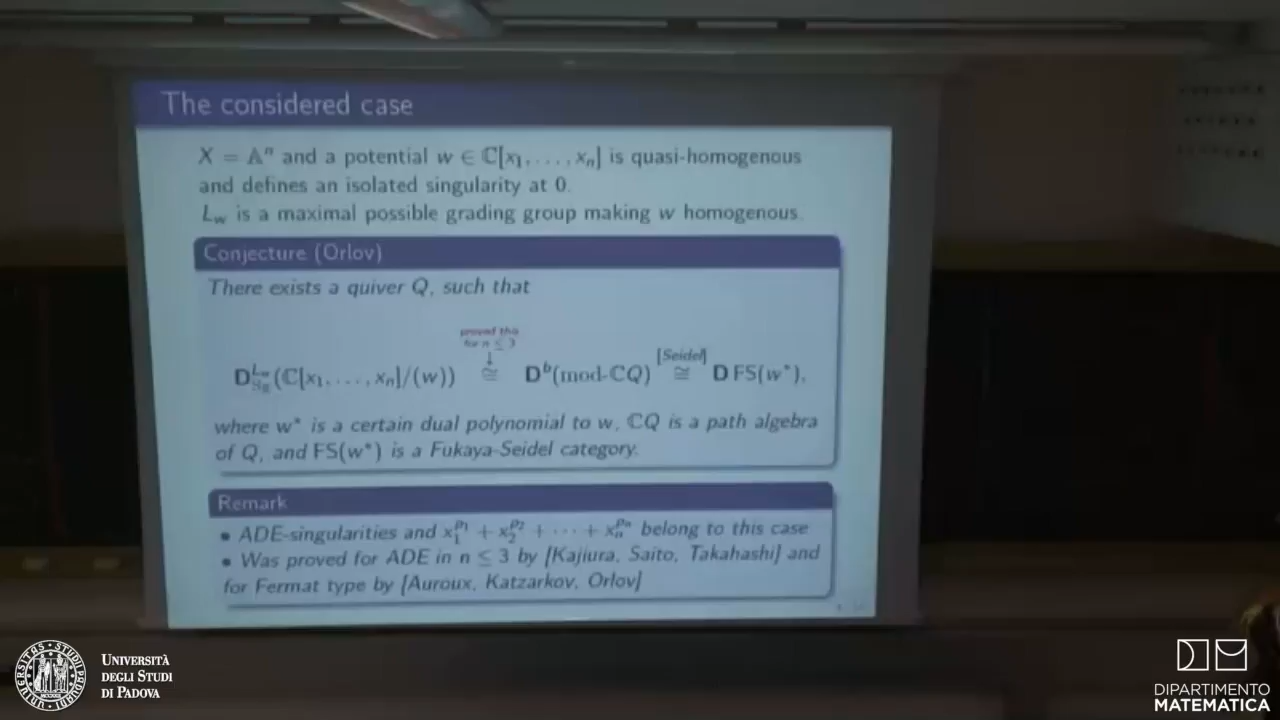 The considered case
X = 𝔸ⁿ and a potential w ∈ ℂ[x₁, . . . , xₙ] is quasi-homogenous
and defines an isolated singularity at 0.
L_w is a maximal possible grading group making w homogenous.
Conjecture (Orlov)
There exists a quiver Q, such that
proved this
for n ≤ 3
↓
[Seidel]
D^{L_w}_{Sg}(ℂ[x₁, . . . , xₙ]/(w)) ≅ D^b(mod-ℂQ) ≅ D FS(w*),
where w* is a certain dual polynomial to w, ℂQ is a path algebra
of Q, and FS(w*) is a Fukaya-Seidel category.
Remark
• ADE-singularities and x₁^{p₁} + x₂^{p₂} + · · · + xₙ^{pₙ} belong to this case
• Was proved for ADE in n ≤ 3 by [Kajiura, Saito, Takahashi] and
for Fermat type by [Auroux, Katzarkov, Orlov]
UNIVERSITÀ
DEGLI STUDI
DI PADOVA
DIPARTIMENTO
MATEMATICA